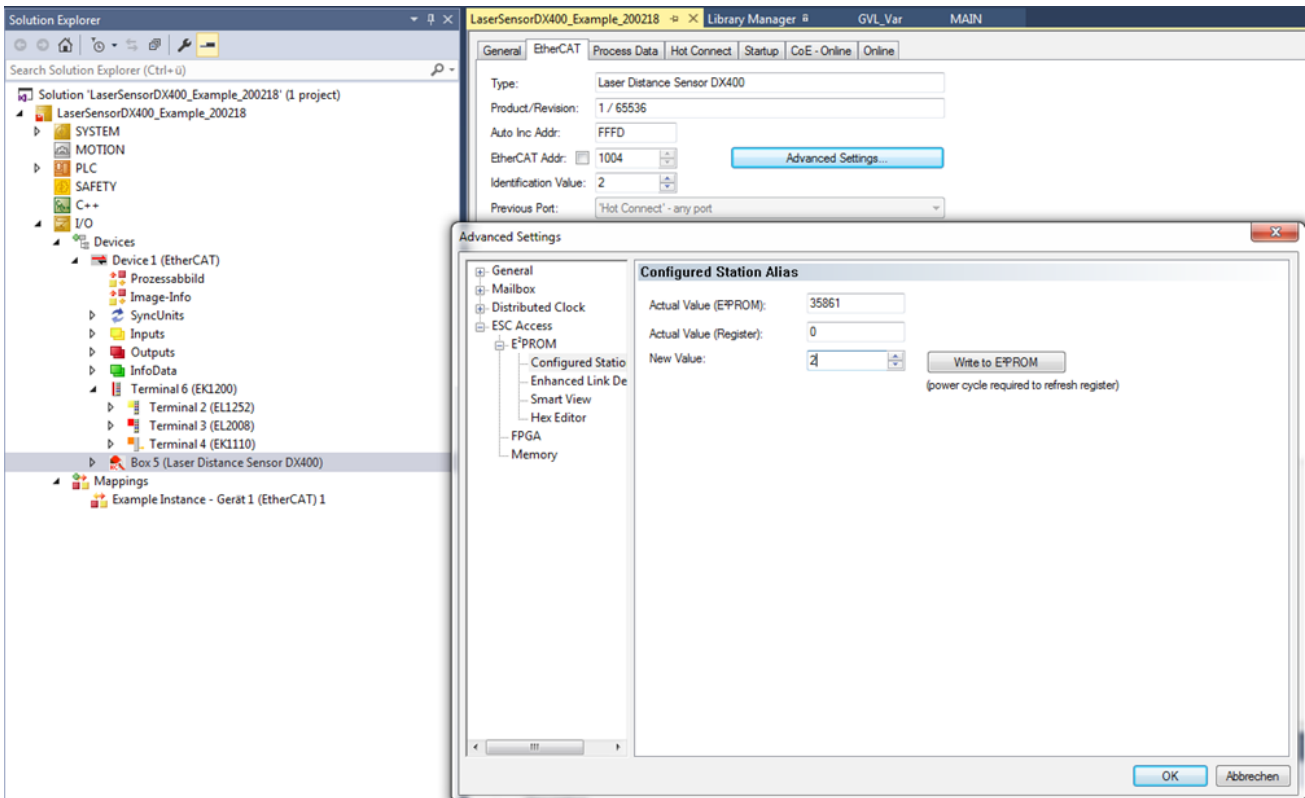 Solution Explorer
Search Solution Explorer (Ctrl+ü)
Solution 'LaserSensorDX400_Example_200218' (1 project)
LaserSensorDX400_Example_200218
SYSTEM
MOTION
PLC
SAFETY
C++
I/O
Devices
Device 1 (EtherCAT)
Prozessabbild
Image-Info
SyncUnits
Inputs
Outputs
InfoData
Terminal 6 (EK1200)
Terminal 2 (EL1252)
Terminal 3 (EL2008)
Terminal 4 (EK1110)
Box 5 (Laser Distance Sensor DX400)
Mappings
Example Instance - Gerät 1 (EtherCAT) 1
LaserSensorDX400_Example_200218 Library Manager GVL_Var MAIN
General EtherCAT Process Data Hot Connect Startup CoE - Online Online
Type: Laser Distance Sensor DX400
Product/Revision: 1 / 65536
Auto Inc Addr: FFFD
EtherCAT Addr: 1004 Advanced Settings...
Identification Value: 2
Previous Port: 'Hot Connect' - any port
Advanced Settings
General
Mailbox
Distributed Clock
ESC Access
E²PROM
Configured Statio
Enhanced Link De
Smart View
Hex Editor
FPGA
Memory
Configured Station Alias
Actual Value (E²PROM): 35861
Actual Value (Register): 0
New Value: 2 Write to E²PROM
(power cycle required to refresh register)
OK Abbrechen